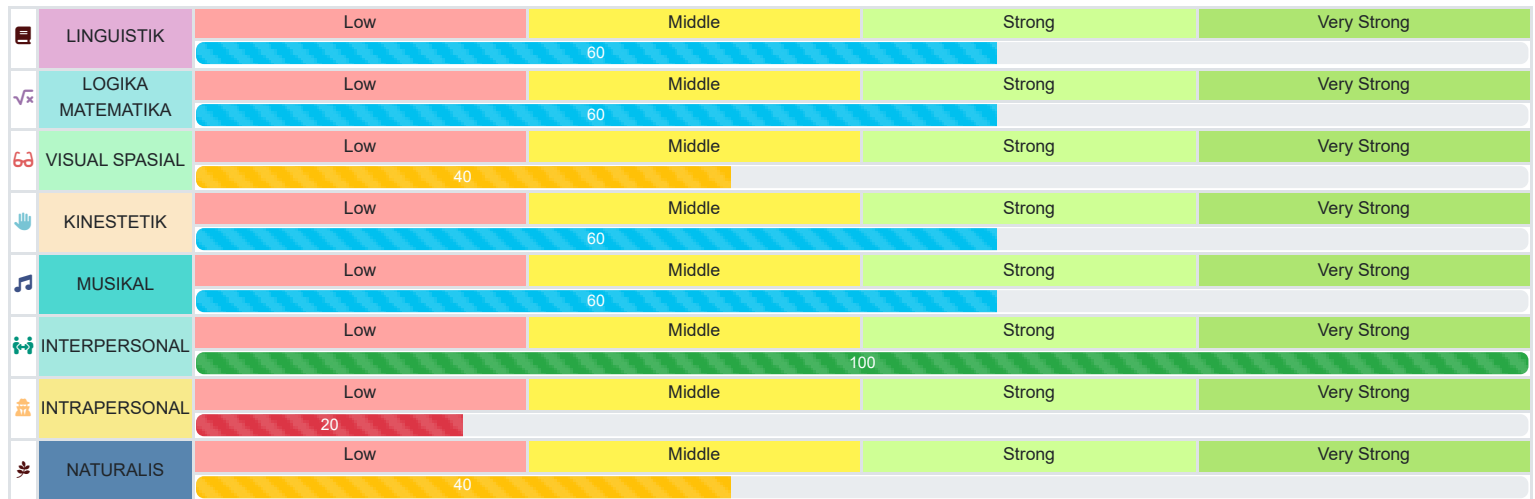 LINGUISTIK
Low Middle Strong Very Strong
60
LOGIKA
MATEMATIKA
Low Middle Strong Very Strong
60
VISUAL SPASIAL
Low Middle Strong Very Strong
40
KINESTETIK
Low Middle Strong Very Strong
60
MUSIKAL
Low Middle Strong Very Strong
60
INTERPERSONAL
Low Middle Strong Very Strong
100
INTRAPERSONAL
Low Middle Strong Very Strong
20
NATURALIS
Low Middle Strong Very Strong
40